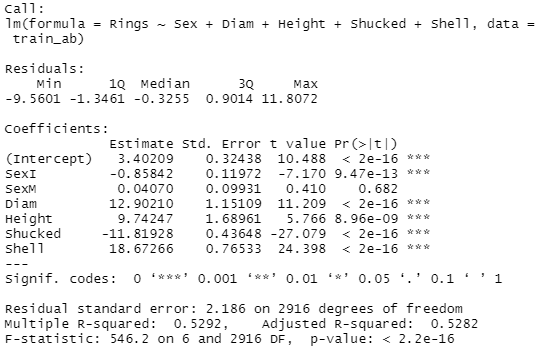 Call:
lm(formula = Rings ~ Sex + Diam + Height + Shucked + Shell, data =
train_ab)
Residuals:
Min 1Q Median 3Q Max
-9.5601 -1.3461 -0.3255 0.9014 11.8072
Coefficients:
Estimate Std. Error t value Pr(>|t|)
(Intercept) 3.40209 0.32438 10.488 < 2e-16 ***
SexI -0.85842 0.11972 -7.170 9.47e-13 ***
SexM 0.04070 0.09931 0.410 0.682
Diam 12.90210 1.15109 11.209 < 2e-16 ***
Height 9.74247 1.68961 5.766 8.96e-09 ***
Shucked -11.81928 0.43648 -27.079 < 2e-16 ***
Shell 18.67266 0.76533 24.398 < 2e-16 ***
---
Signif. codes: 0 ‘***’ 0.001 ‘**’ 0.01 ‘*’ 0.05 ‘.’ 0.1 ‘ ’ 1
Residual standard error: 2.186 on 2916 degrees of freedom
Multiple R-squared: 0.5292, Adjusted R-squared: 0.5282
F-statistic: 546.2 on 6 and 2916 DF, p-value: < 2.2e-16